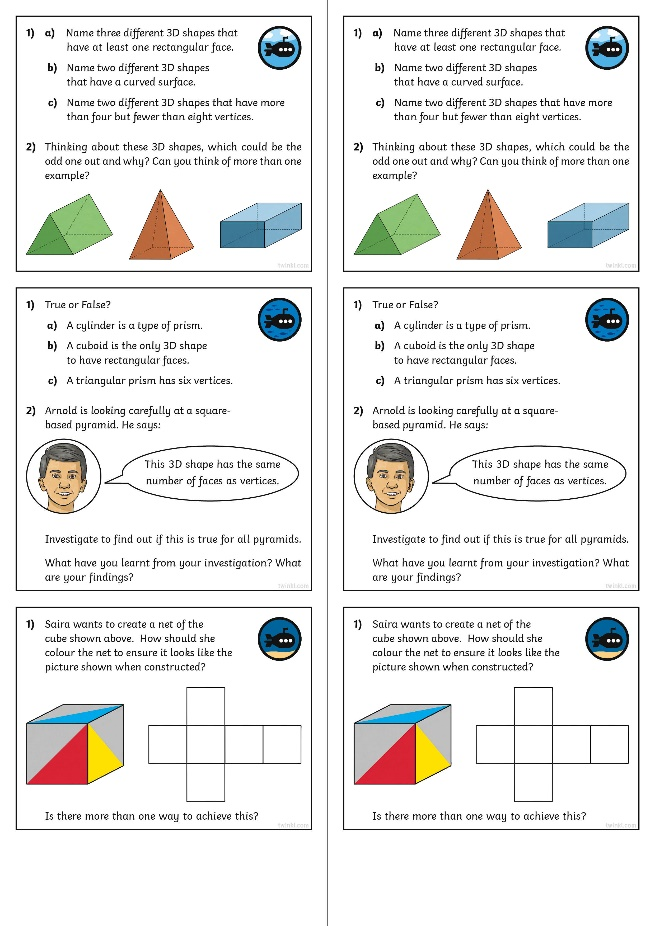 1) a) Name three different 3D shapes that
have at least one rectangular face.
b) Name two different 3D shapes
that have a curved surface.
c) Name two different 3D shapes that have more
than four but fewer than eight vertices.
2) Thinking about these 3D shapes, which could be the
odd one out and why? Can you think of more than one
example?
twinkl.com
1) True or False?
a) A cylinder is a type of prism.
b) A cuboid is the only 3D shape
to have rectangular faces.
c) A triangular prism has six vertices.
2) Arnold is looking carefully at a square-
based pyramid. He says:
This 3D shape has the same
number of faces as vertices.
Investigate to find out if this is true for all pyramids.
What have you learnt from your investigation? What
are your findings?
twinkl.com
1) Saira wants to create a net of the
cube shown above. How should she
colour the net to ensure it looks like the
picture shown when constructed?
Is there more than one way to achieve this?
twinkl.com
1) a) Name three different 3D shapes that
have at least one rectangular face.
b) Name two different 3D shapes
that have a curved surface.
c) Name two different 3D shapes that have more
than four but fewer than eight vertices.
2) Thinking about these 3D shapes, which could be the
odd one out and why? Can you think of more than one
example?
twinkl.com
1) True or False?
a) A cylinder is a type of prism.
b) A cuboid is the only 3D shape
to have rectangular faces.
c) A triangular prism has six vertices.
2) Arnold is looking carefully at a square-
based pyramid. He says:
This 3D shape has the same
number of faces as vertices.
Investigate to find out if this is true for all pyramids.
What have you learnt from your investigation? What
are your findings?
twinkl.com
1) Saira wants to create a net of the
cube shown above. How should she
colour the net to ensure it looks like the
picture shown when constructed?
Is there more than one way to achieve this?
twinkl.com